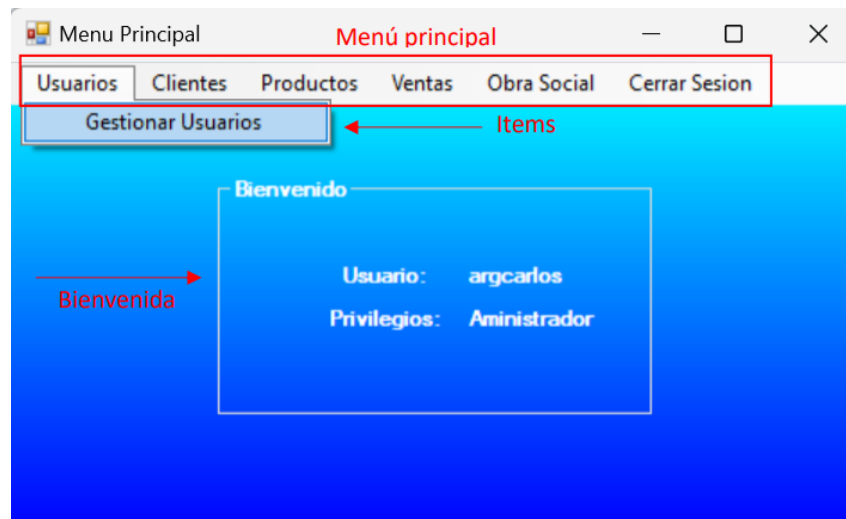 Menu Principal
Menú principal
Usuarios Clientes Productos Ventas Obra Social Cerrar Sesion
Gestionar Usuarios
Items
Bienvenido
Usuario: argcarlos
Bienvenida
Privilegios: Aministrador